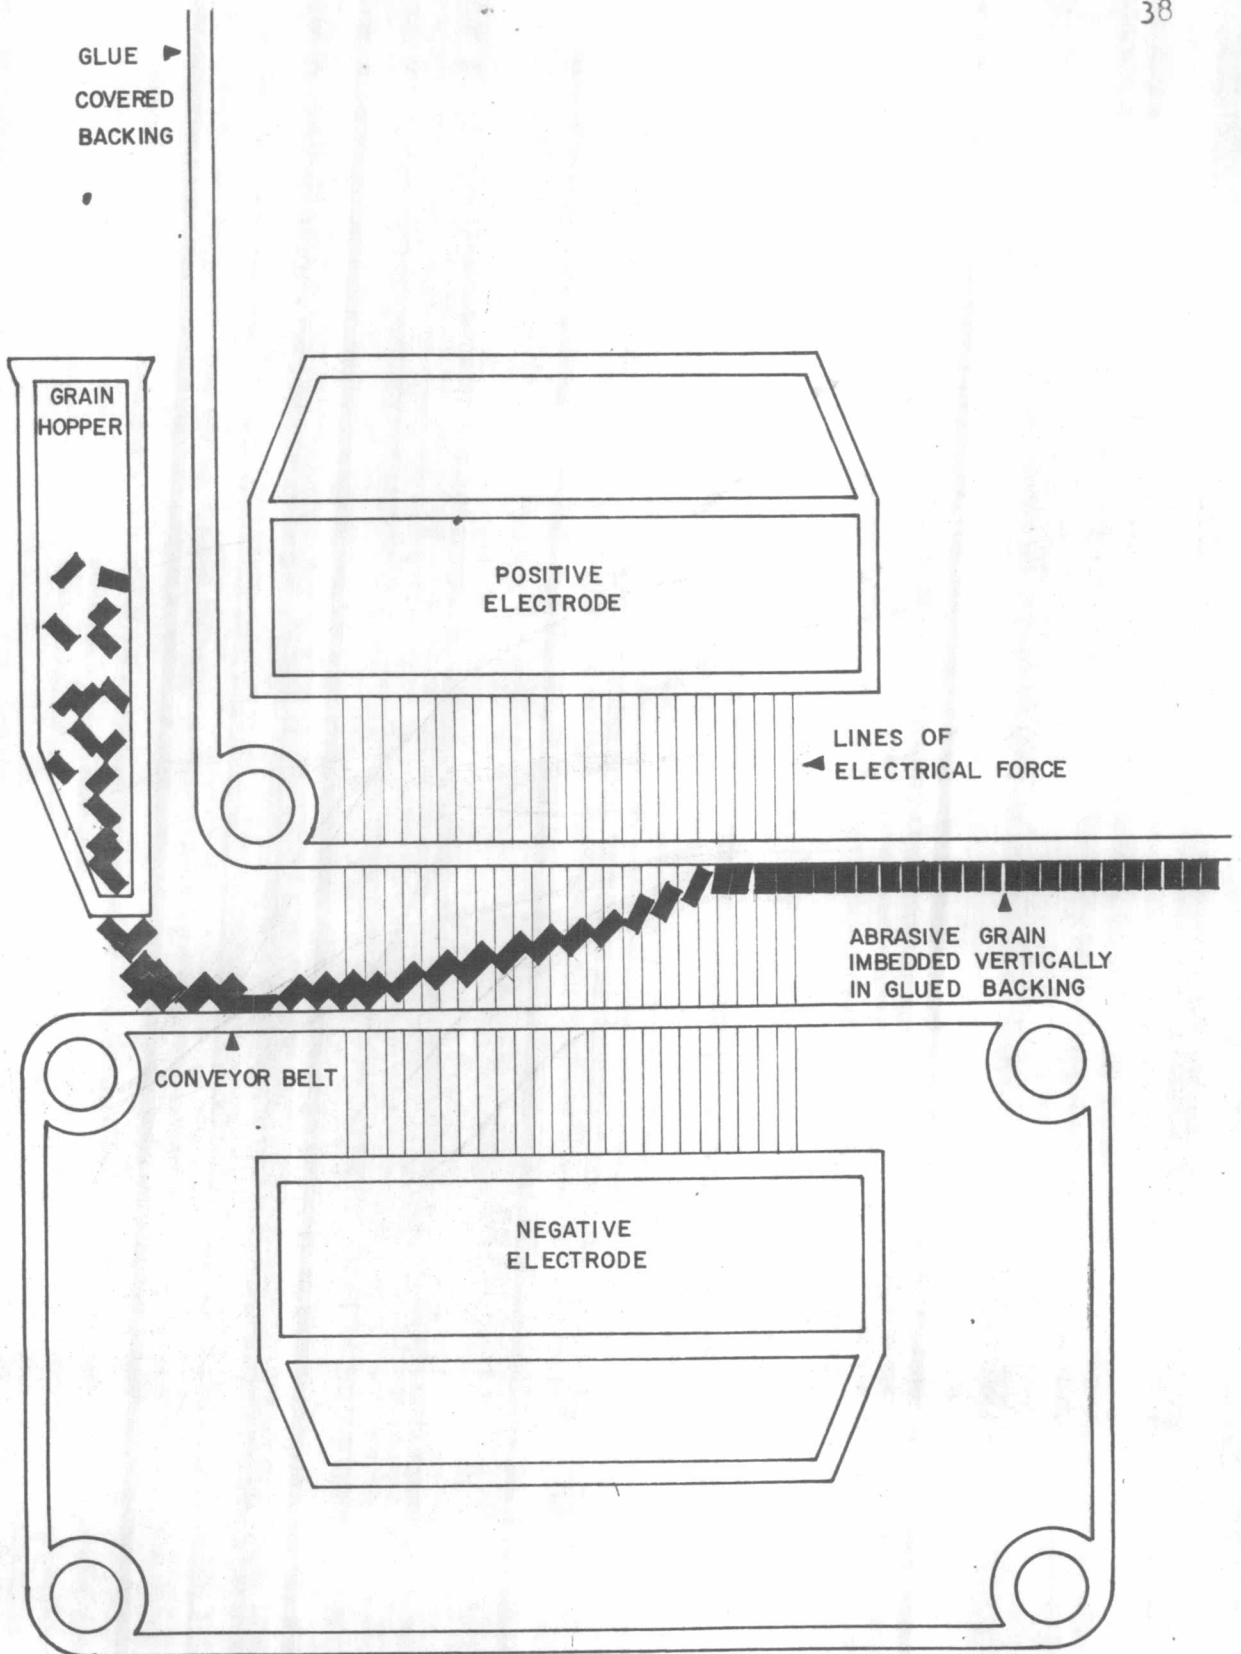 38
GLUE
COVERED
BACKING
GRAIN
HOPPER
POSITIVE
ELECTRODE
LINES OF
ELECTRICAL FORCE
ABRASIVE GRAIN
IMBEDDED VERTICALLY
IN GLUED BACKING
CONVEYOR BELT
NEGATIVE
ELECTRODE